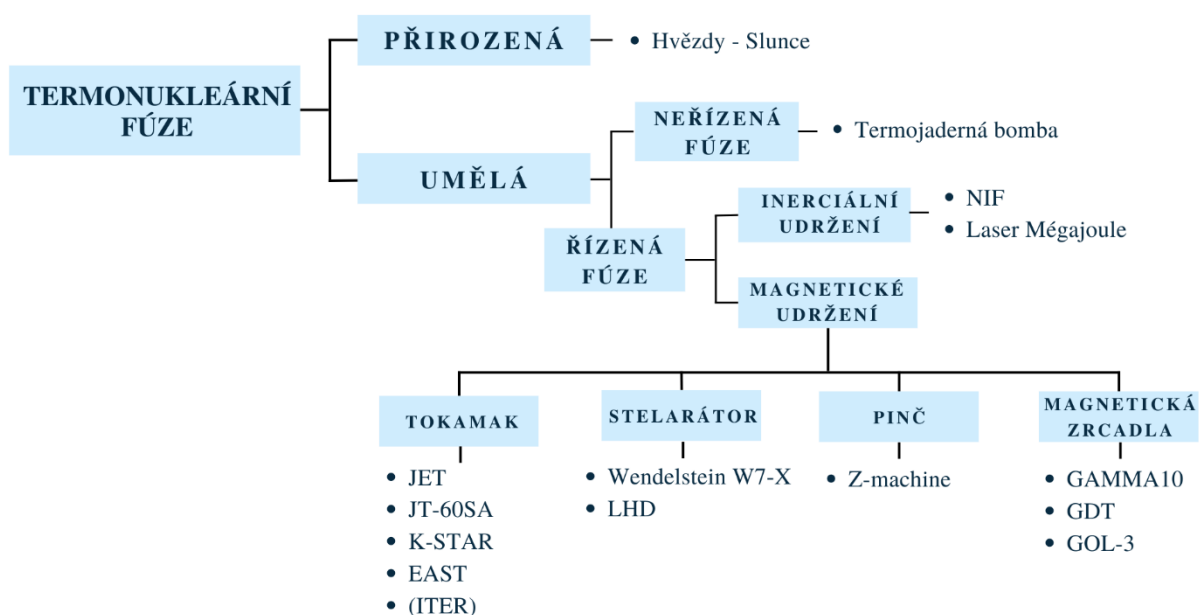 TERMONUKLEÁRNÍ
FÚZE
PŘIROZENÁ
• Hvězdy - Slunce
UMĚLÁ
NEŘÍZENÁ
FÚZE
• Termojaderná bomba
ŘÍZENÁ
FÚZE
INERCIÁLNÍ
UDRŽENÍ
• NIF
• Laser Mégajoule
MAGNETICKÉ
UDRŽENÍ
TOKAMAK
• JET
• JT-60SA
• K-STAR
• EAST
• (ITER)
STELARÁTOR
• Wendelstein W7-X
• LHD
PINČ
• Z-machine
MAGNETICKÁ
ZRCADLA
• GAMMA10
• GDT
• GOL-3